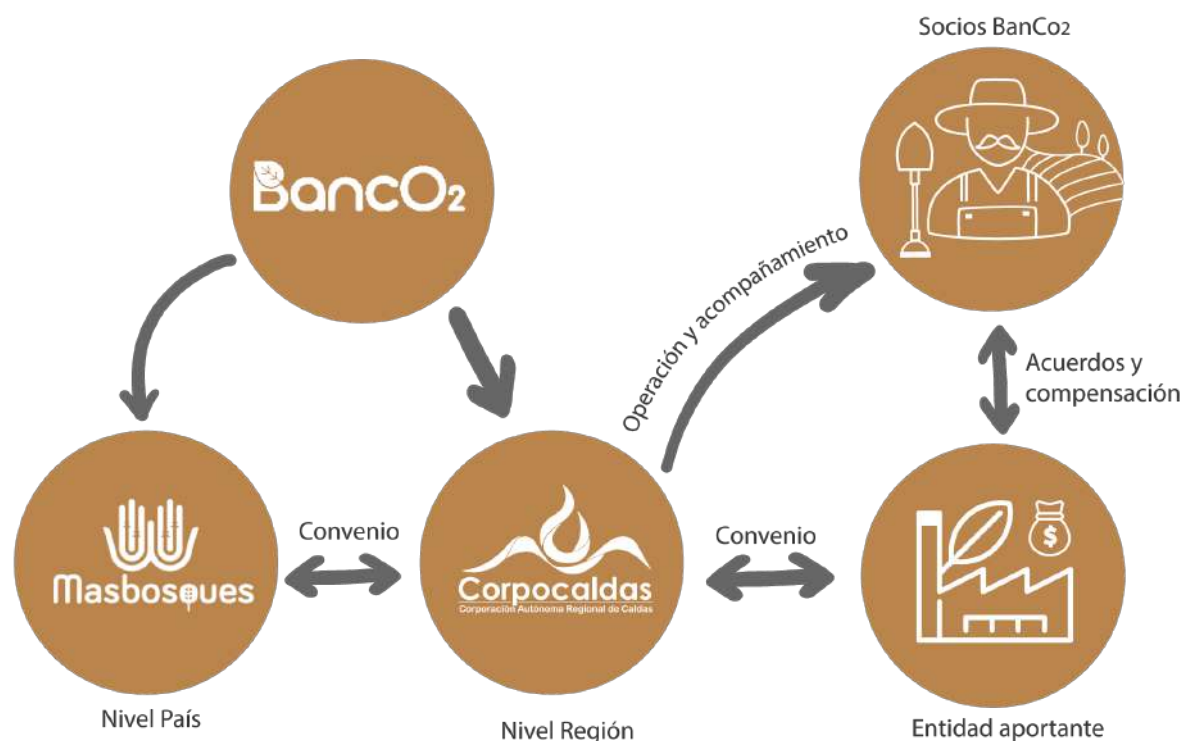 Socios BanCo2
BancO2
Operación y acompañamiento
Acuerdos y
compensación
Convenio
Convenio
Masbosques
Corpocaldas
Corporación Autónoma Regional de Caldas
$
Nivel País
Nivel Región
Entidad aportante